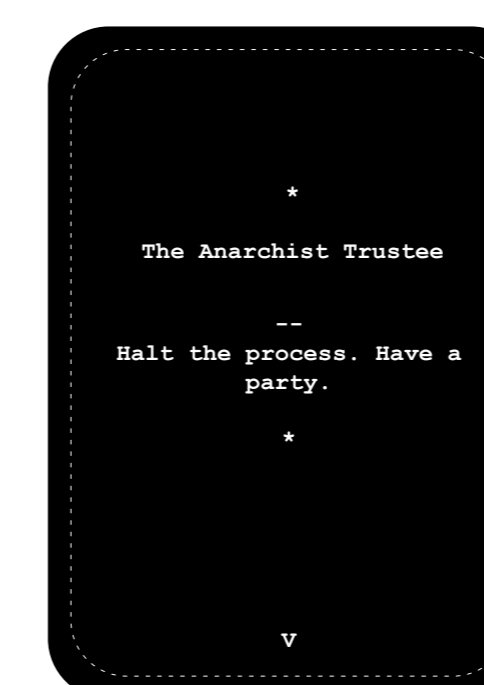 *
The Anarchist Trustee
--
Halt the process. Have a
party.
*
V